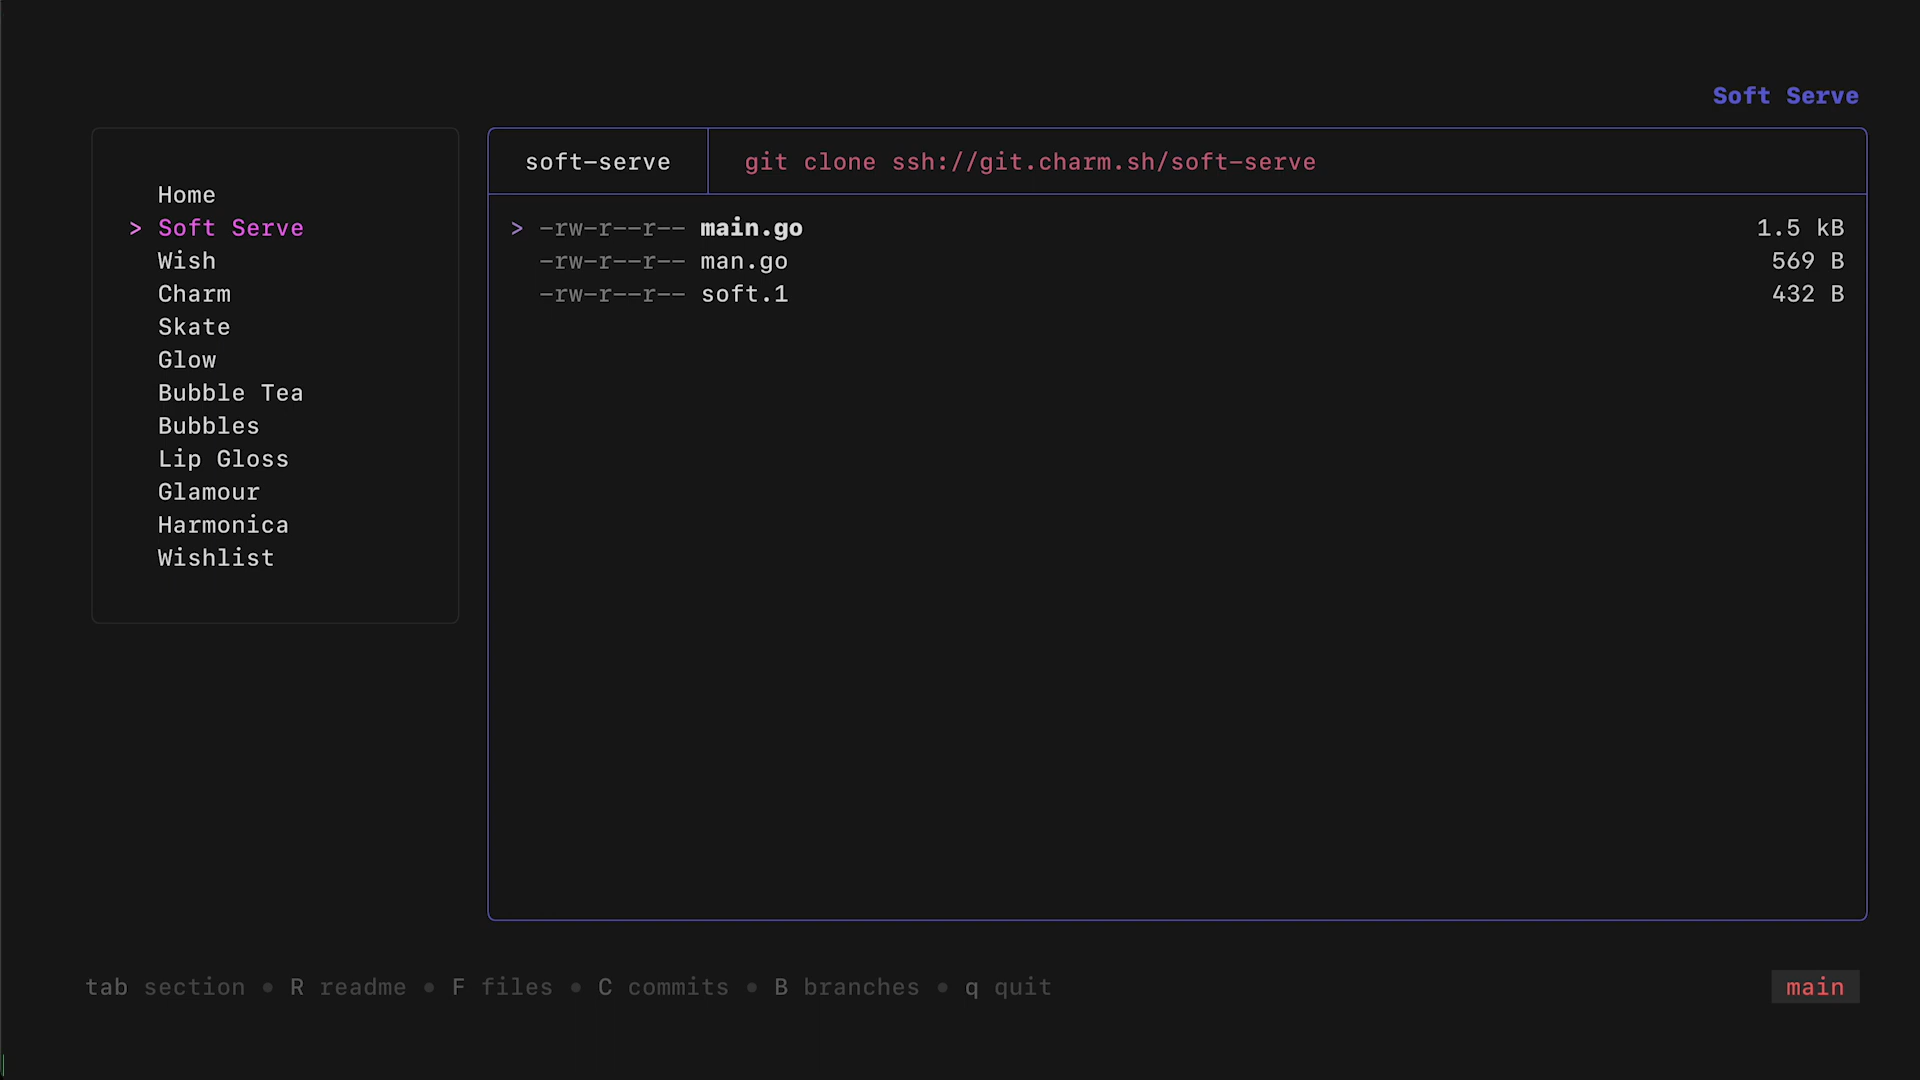 Soft Serve
Home
> Soft Serve
Wish
Charm
Skate
Glow
Bubble Tea
Bubbles
Lip Gloss
Glamour
Harmonica
Wishlist
soft-serve git clone ssh://git.charm.sh/soft-serve
> -rw-r--r-- main.go 1.5 kB
-rw-r--r-- man.go 569 B
-rw-r--r-- soft.1 432 B
tab section • R readme • F files • C commits • B branches • q quit main